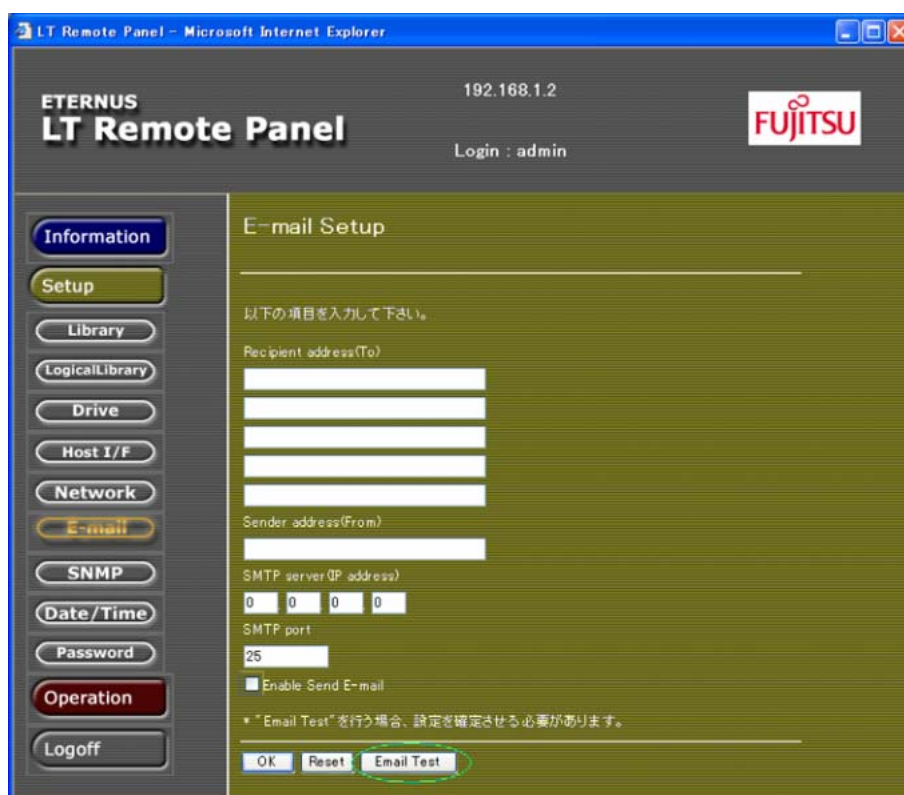 LT Remote Panel - Microsoft Internet Explorer
ETERNUS
LT Remote Panel
192.168.1.2
Login : admin
FUJITSU
Information
Setup
Library
LogicalLibrary
Drive
Host I/F
Network
E-mail
SNMP
Date/Time
Password
Operation
Logoff
E-mail Setup
以下の項目を入力して下さい。
Recipient address(To)
Sender address(From)
SMTP server(IP address)
0 . 0 . 0 . 0
SMTP port
25
Enable Send E-mail
* "Email Test"を行う場合、設定を確定させる必要があります。
OK Reset Email Test